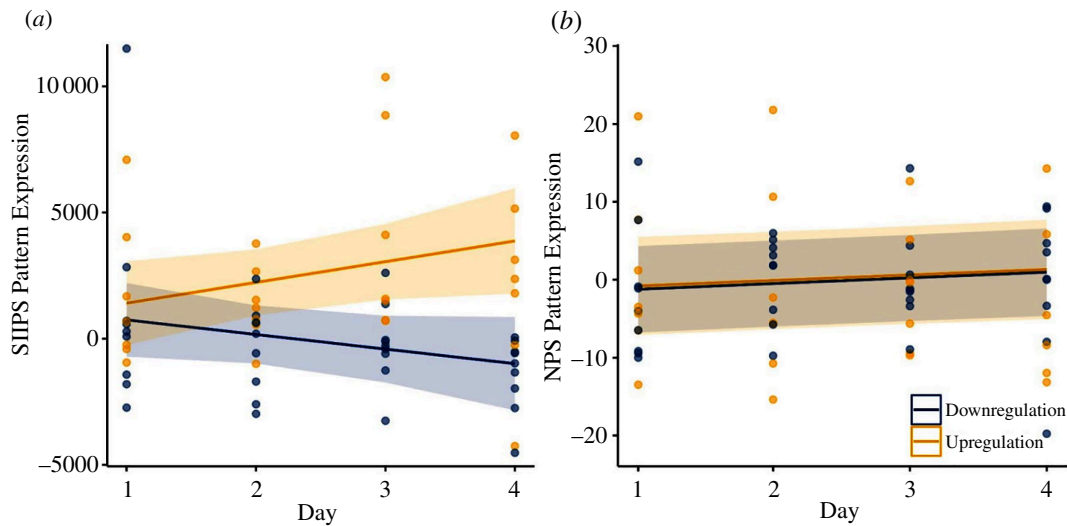 (a)
SIIPS Pattern Expression
10 000
5000
0
−5000
1 2 3 4
Day
(b)
NPS Pattern Expression
30
20
10
0
−10
−20
1 2 3 4
Day
Downregulation
Upregulation